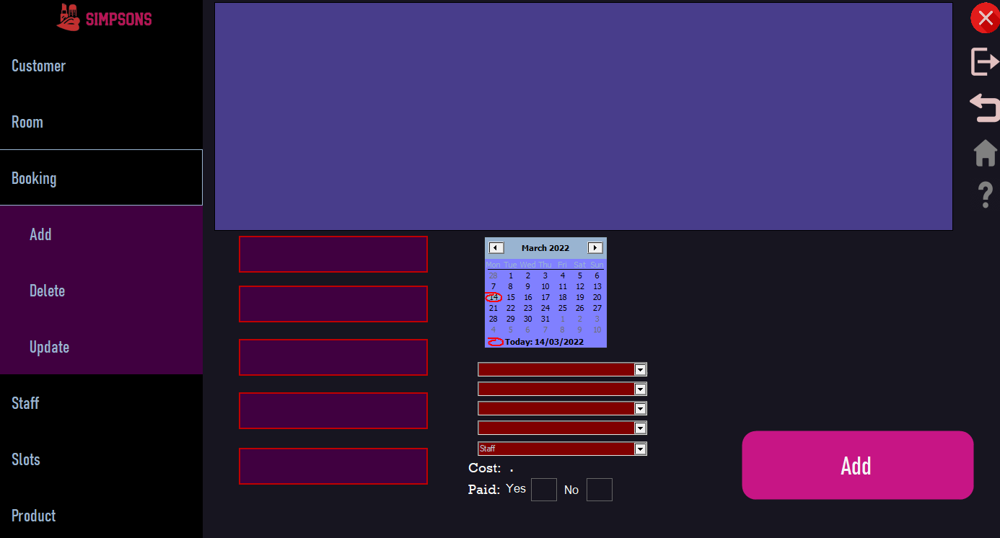 SIMPSONS
Customer
Room
Booking
Add
Delete
Update
Staff
Slots
Product
March 2022
Mon Tue Wed Thu Fri Sat Sun
28 1 2 3 4 5 6
7 8 9 10 11 12 13
14 15 16 17 18 19 20
21 22 23 24 25 26 27
28 29 30 31 1 2 3
4 5 6 7 8 9 10
Today: 14/03/2022
Staff
Cost: .
Paid: Yes No
Add
?